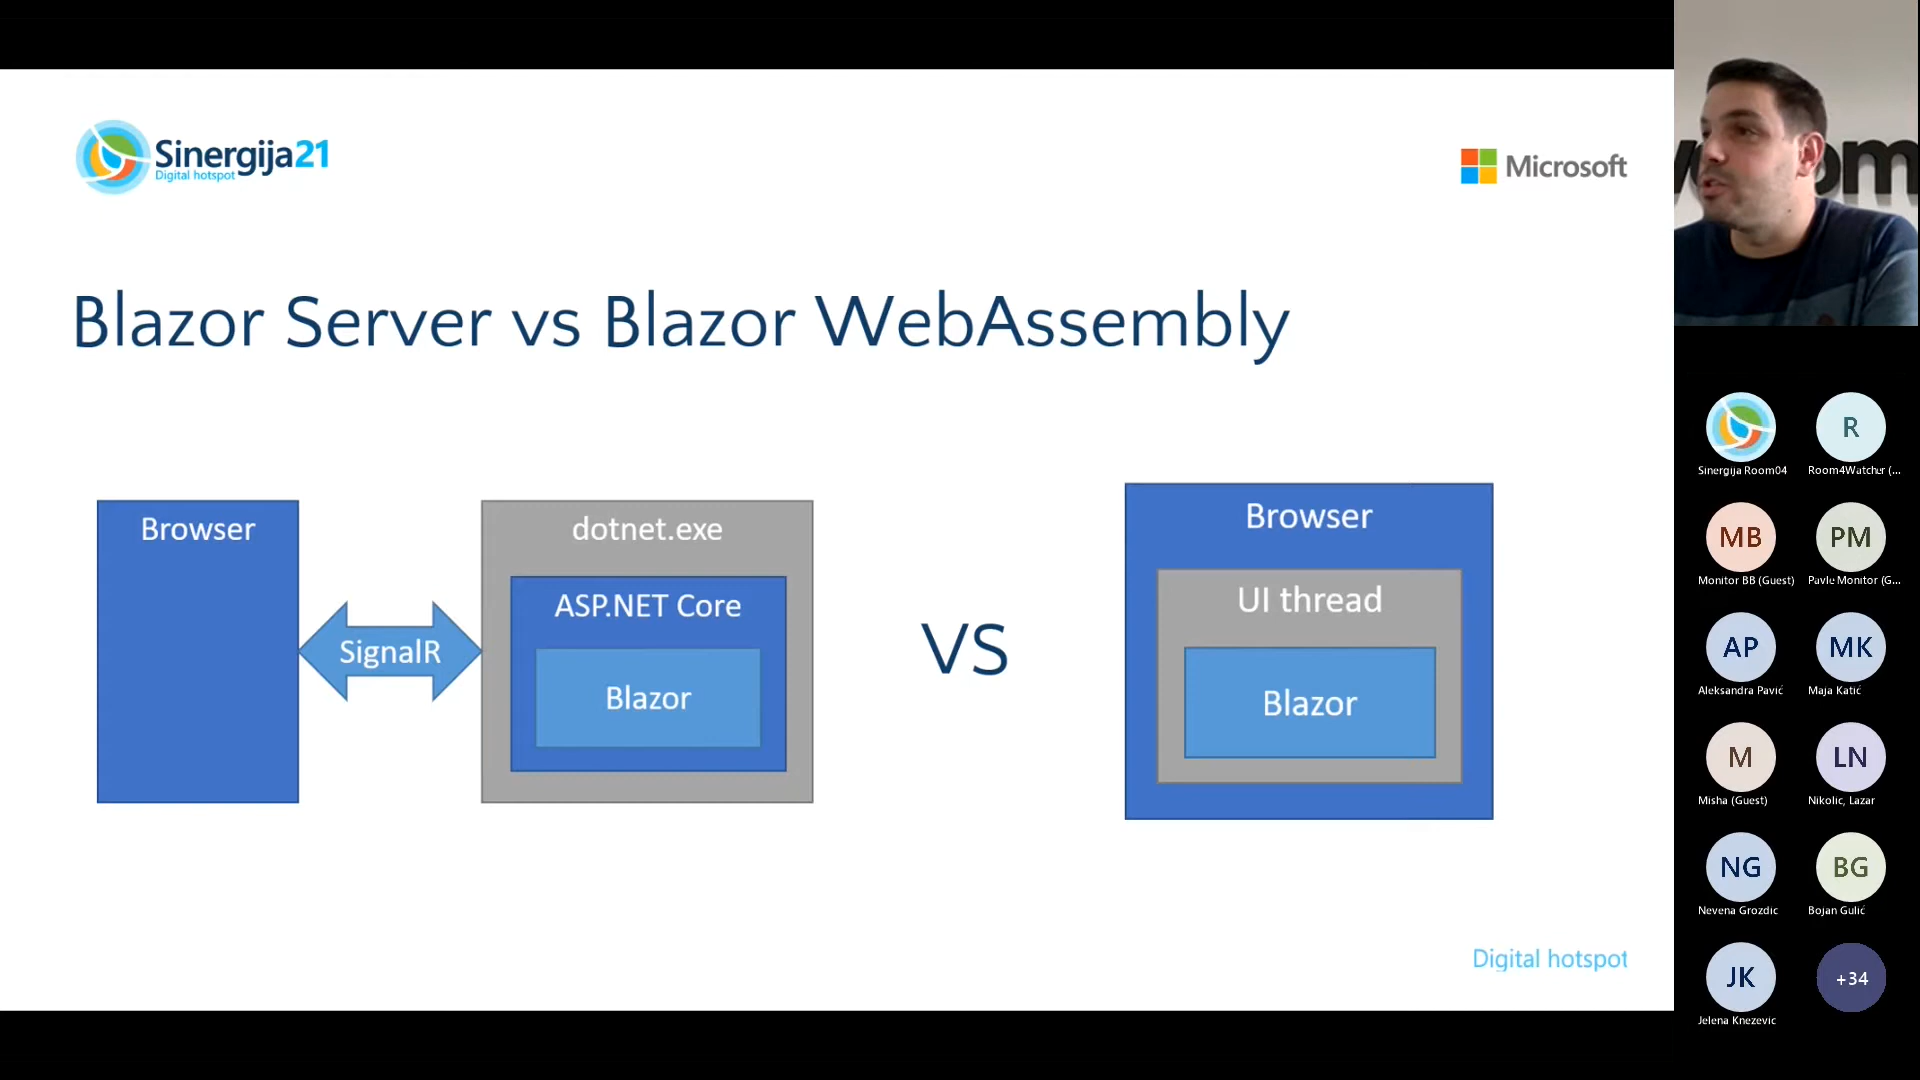 Sinergija21
Digital hotspot
Microsoft
Blazor Server vs Blazor WebAssembly
Browser
SignalR
dotnet.exe
ASP.NET Core
Blazor
VS
Browser
UI thread
Blazor
Digital hotspot
R
Sinergija Room04
Room4Watcher (...
MB
PM
Monitor BB (Guest)
Pavle Monitor (G...
AP
MK
Aleksandra Pavić
Maja Katić
M
LN
Misha (Guest)
Nikolic, Lazar
NG
BG
Nevena Grozdic
Bojan Gulić
JK
+34
Jelena Knezevic